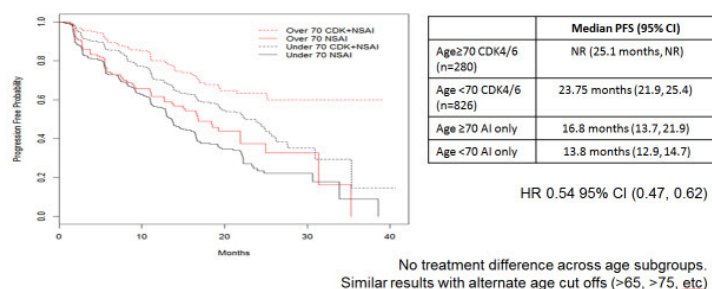 Over 70 CDK+NSAI
Over 70 NSAI
Under 70 CDK+NSAI
Under 70 NSAI
Progression Free Probability
1.0
0.8
0.6
0.4
0.2
0.0
0 10 20 30 40
Months
Median PFS (95% CI)
Age≥70 CDK4/6 NR (25.1 months, NR)
(n=280)
Age <70 CDK4/6 23.75 months (21.9, 25.4)
(n=826)
Age ≥70 AI only 16.8 months (13.7, 21.9)
Age <70 AI only 13.8 months (12.9, 14.7)
HR 0.54 95% CI (0.47, 0.62)
No treatment difference across age subgroups.
Similar results with alternate age cut offs (>65, >75, etc)